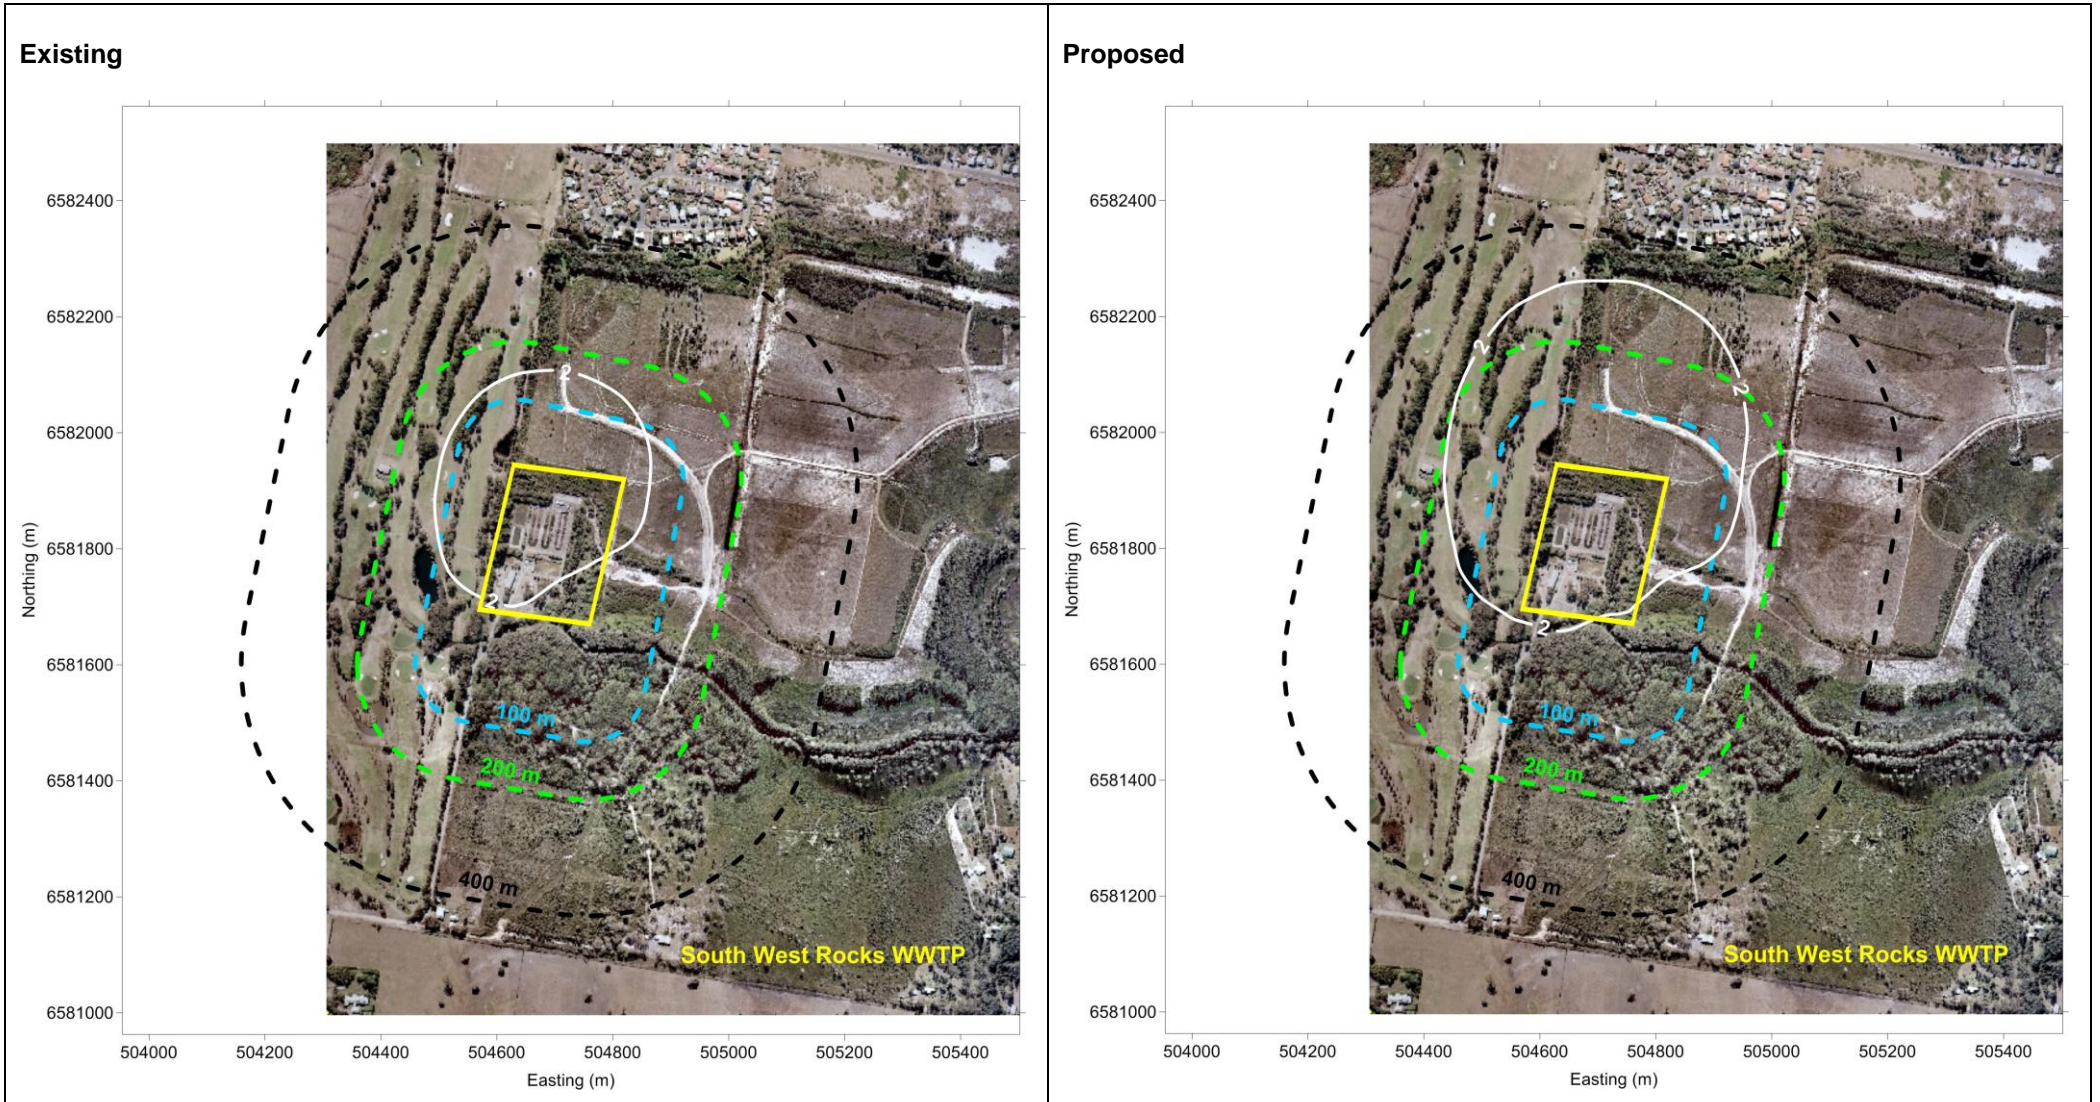 Existing
6582400
6582200
6582000
6581800
6581600
6581400
6581200
6581000
Northing (m)
2
2
100 m
200 m
400 m
South West Rocks WWTP
504000 504200 504400 504600 504800 505000 505200 505400
Easting (m)
Proposed
6582400
6582200
6582000
6581800
6581600
6581400
6581200
6581000
Northing (m)
2
2
2
100 m
200 m
400 m
South West Rocks WWTP
504000 504200 504400 504600 504800 505000 505200 505400
Easting (m)